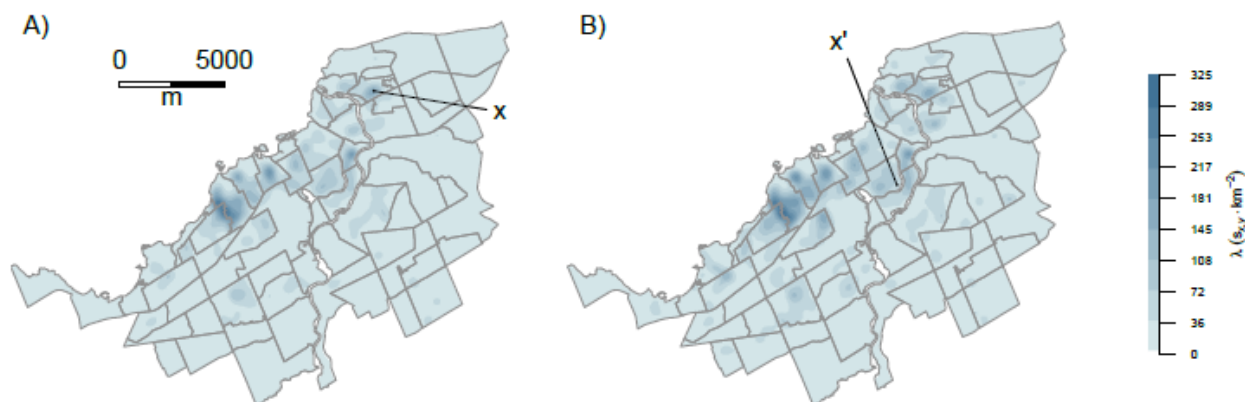 A)
0 5000
m
x
B)
x'
325
289
253
217
181
145
108
72
36
0
λ (s_{x,y} · km⁻²)